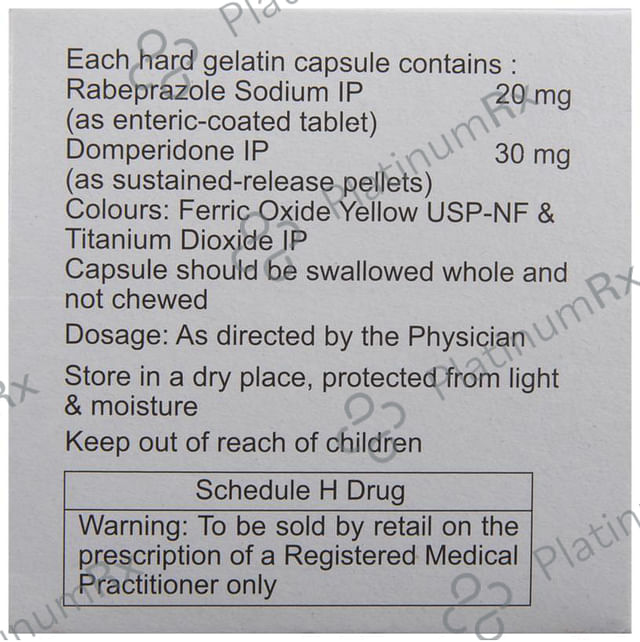 Each hard gelatin capsule contains :
Rabeprazole Sodium IP 20 mg
(as enteric-coated tablet)
Domperidone IP 30 mg
(as sustained-release pellets)
Colours: Ferric Oxide Yellow USP-NF &
Titanium Dioxide IP
Capsule should be swallowed whole and
not chewed
Dosage: As directed by the Physician
Store in a dry place, protected from light
& moisture
Keep out of reach of children
Schedule H Drug
Warning: To be sold by retail on the
prescription of a Registered Medical
Practitioner only
PlatinumRx
PlatinumRx